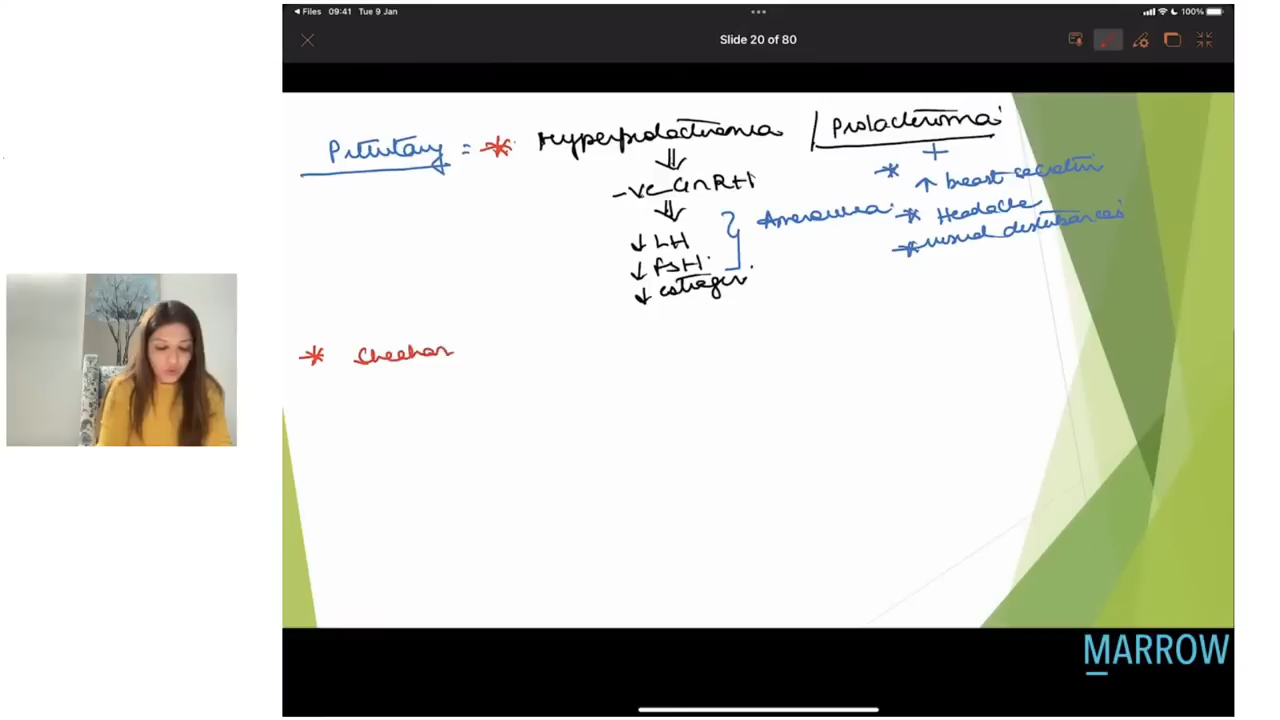 Files 09:41 Tue 9 Jan
100%
Slide 20 of 80
Pituitary = * Hyperprolactinemia
Prolactinoma
+
-ve GnRH
↓ LH
↓ FSH
↓ estrogen
Amenorrhea
* ↑ breast secretion
* Headache
* visual disturbances
* Sheehan
MARROW